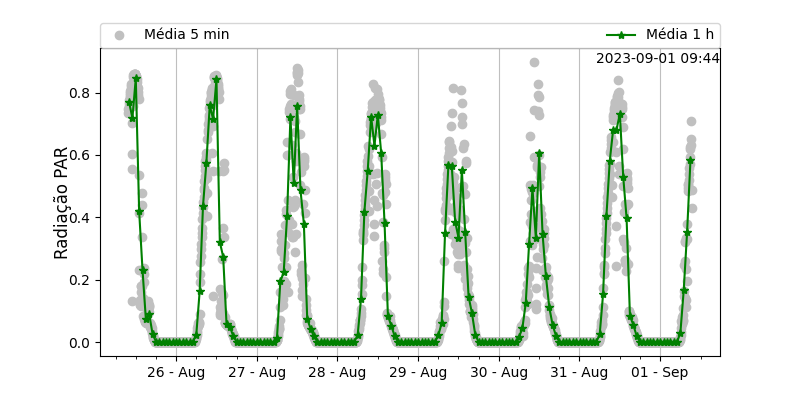 Média 5 min
Média 1 h
2023-09-01 09:44
Radiação PAR
0.8
0.6
0.4
0.2
0.0
26 - Aug
27 - Aug
28 - Aug
29 - Aug
30 - Aug
31 - Aug
01 - Sep